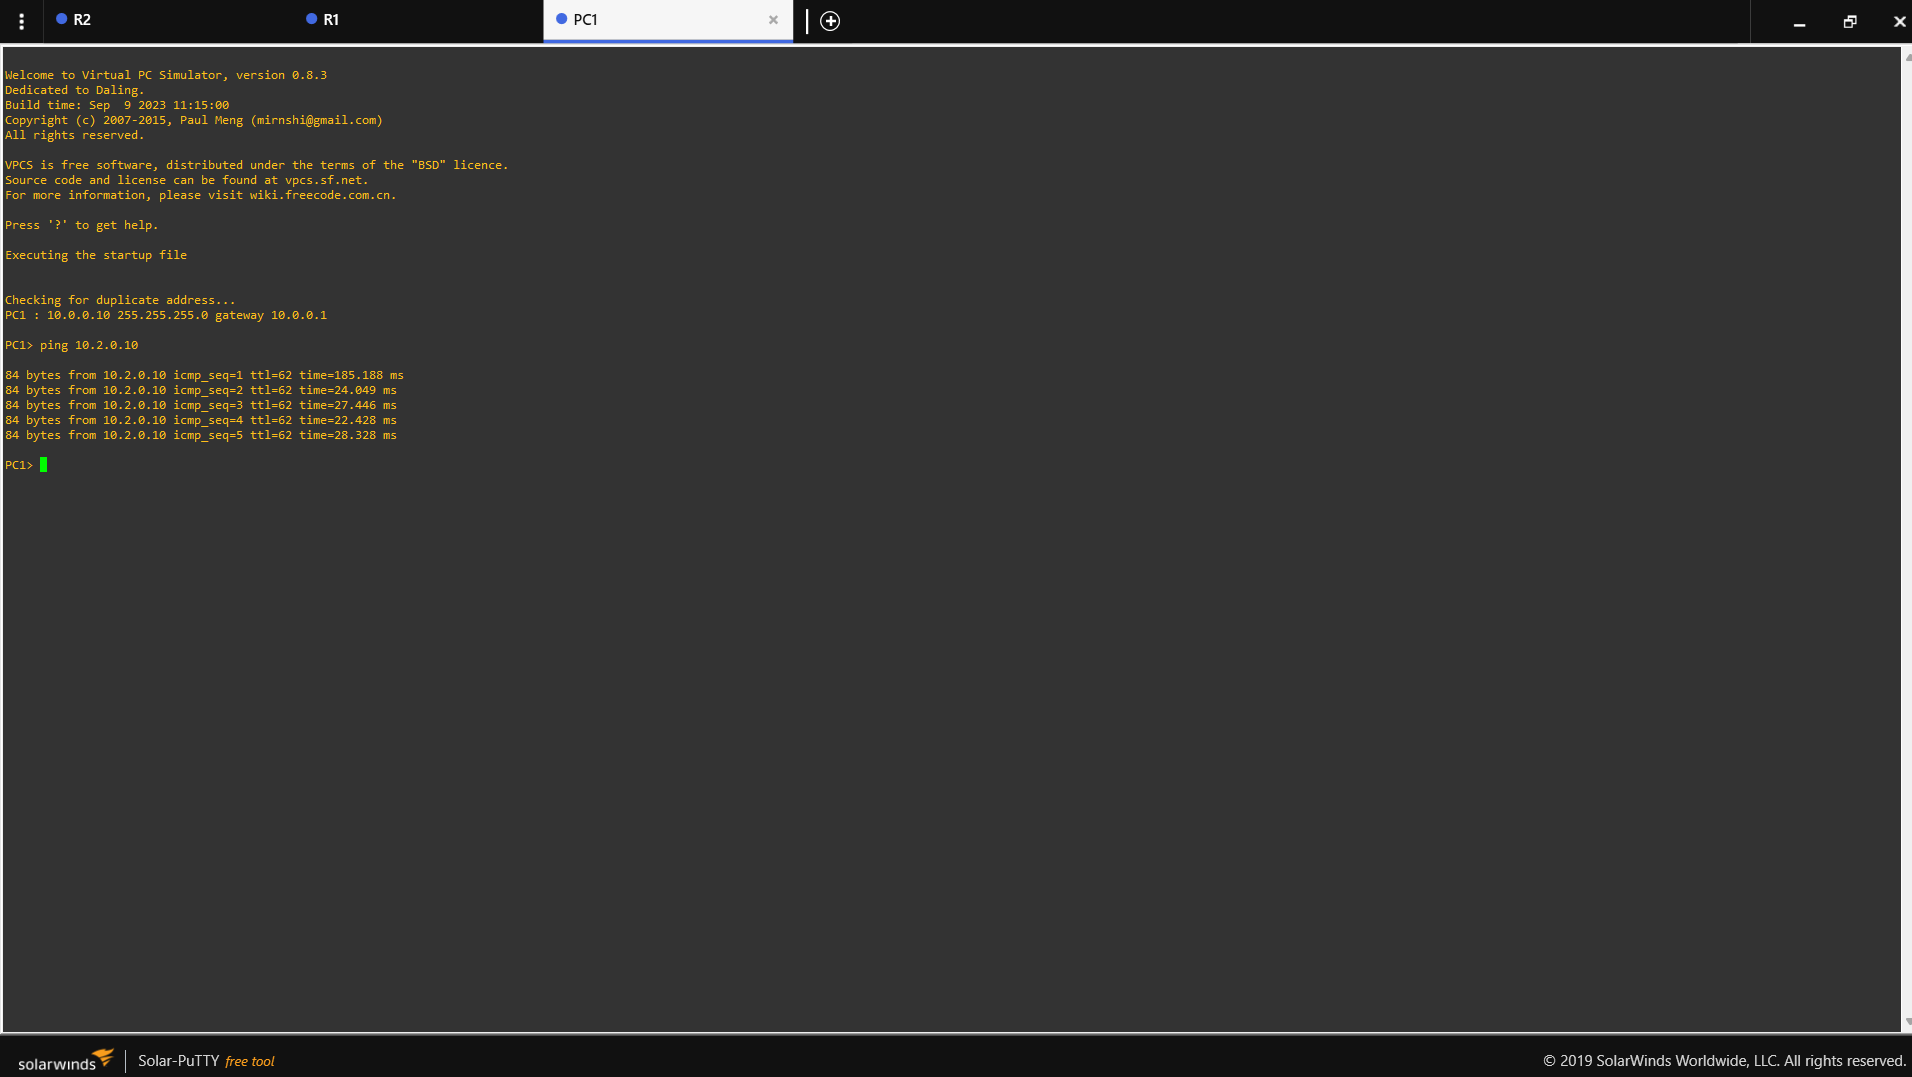 R2
R1
PC1
Welcome to Virtual PC Simulator, version 0.8.3
Dedicated to Daling.
Build time: Sep  9 2023 11:15:00
Copyright (c) 2007-2015, Paul Meng (mirnshi@gmail.com)
All rights reserved.
VPCS is free software, distributed under the terms of the "BSD" licence.
Source code and license can be found at vpcs.sf.net.
For more information, please visit wiki.freecode.com.cn.
Press '?' to get help.
Executing the startup file
Checking for duplicate address...
PC1 : 10.0.0.10 255.255.255.0 gateway 10.0.0.1
PC1> ping 10.2.0.10
84 bytes from 10.2.0.10 icmp_seq=1 ttl=62 time=185.188 ms
84 bytes from 10.2.0.10 icmp_seq=2 ttl=62 time=24.049 ms
84 bytes from 10.2.0.10 icmp_seq=3 ttl=62 time=27.446 ms
84 bytes from 10.2.0.10 icmp_seq=4 ttl=62 time=22.428 ms
84 bytes from 10.2.0.10 icmp_seq=5 ttl=62 time=28.328 ms
PC1>
solarwinds Solar-PuTTY free tool
© 2019 SolarWinds Worldwide, LLC. All rights reserved.